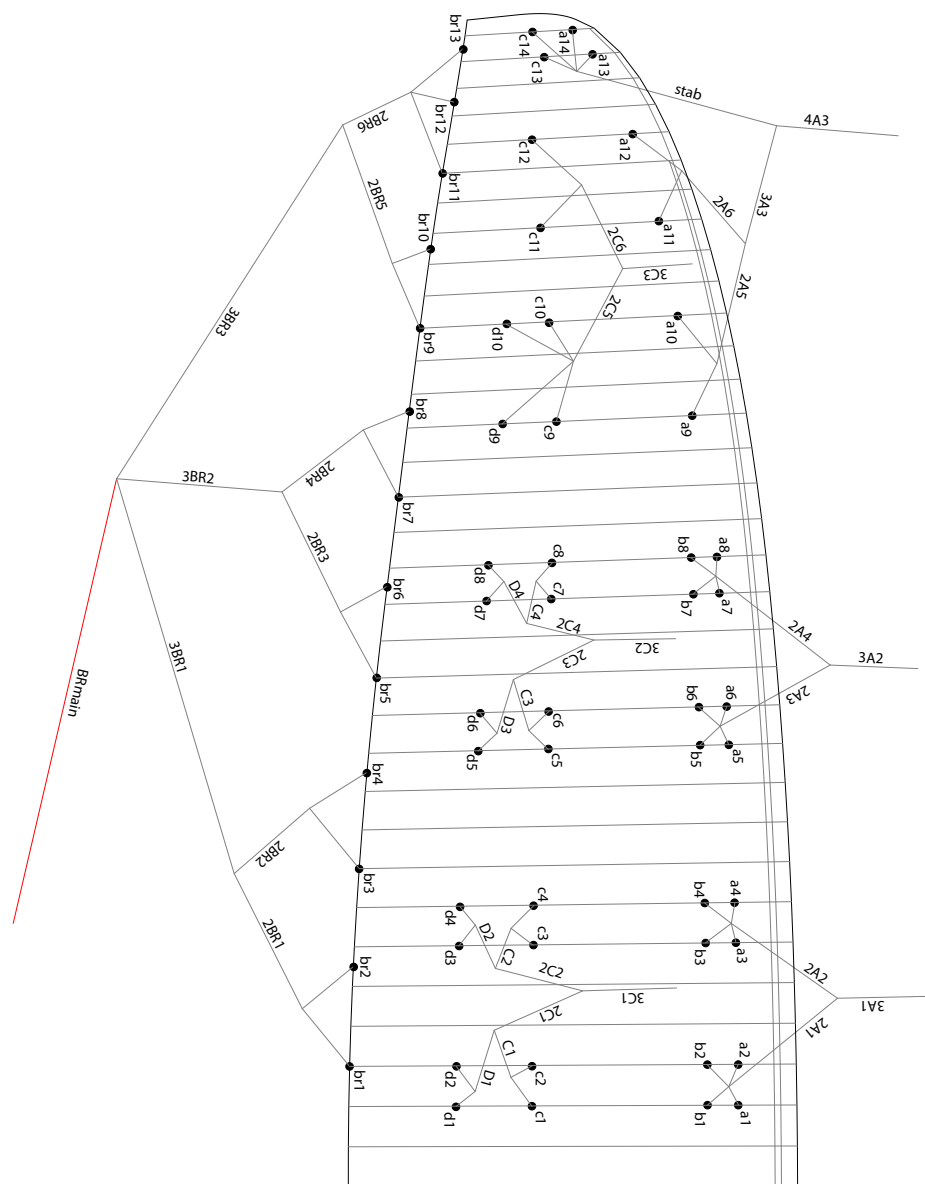 br13
c14
a14
a13
c13
stab
4A3
2BR6
br12
c12
a12
br11
2BR5
2A6
3A3
br10
c11
2C6
a11
3C3
2A5
3BR3
2C5
c10
d10
a10
br9
br8
d9
c9
a9
3BR2
2BR4
br7
2BR3
d8
c8
b8
a8
br6
D4
c7
d7
C4
b7
a7
2C4
2A4
3BR1
3C2
2C3
3A2
br5
BRmain
C3
2A3
d6
D3
c6
b6
a6
d5
c5
b5
a5
br4
2BR2
br3
c4
b4
a4
d4
2BR1
D2
c3
d3
C2
b3
a3
br2
2C2
2A2
3C1
3A1
2C1
2A1
C1
b2
a2
br1
d2
D1
c2
d1
c1
b1
a1